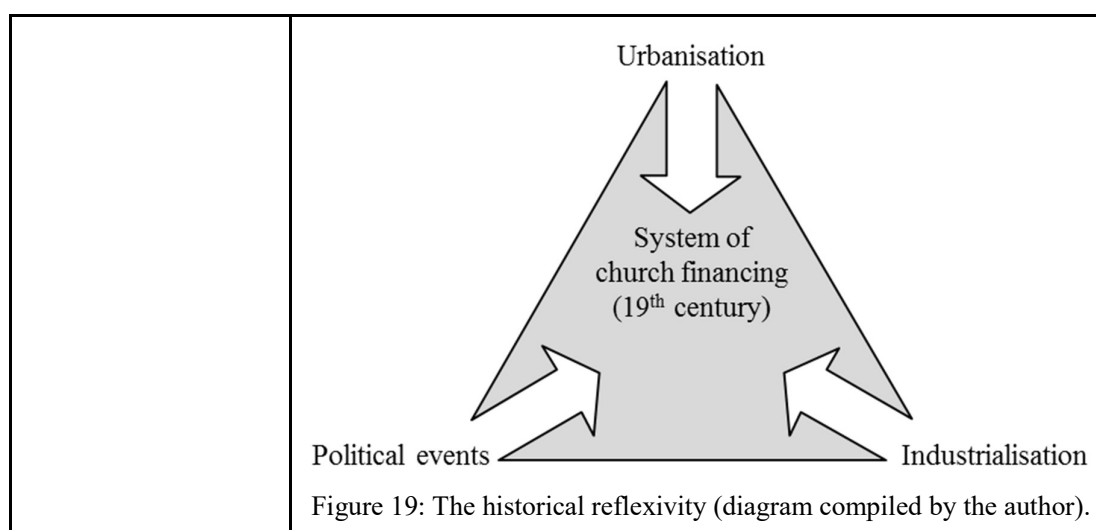 Urbanisation
System of
church financing
(19th century)
Political events
Industrialisation
Figure 19: The historical reflexivity (diagram compiled by the author).